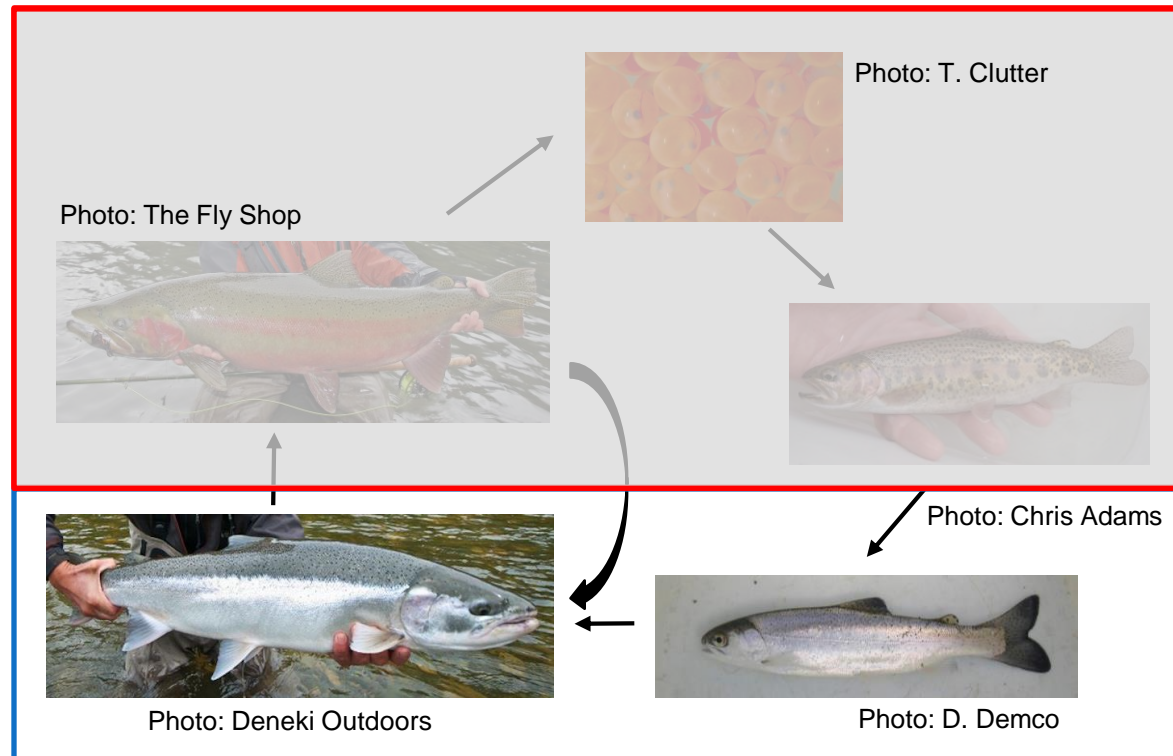 Photo: T. Clutter
Photo: The Fly Shop
Photo: Chris Adams
Photo: Deneki Outdoors
Photo: D. Demco